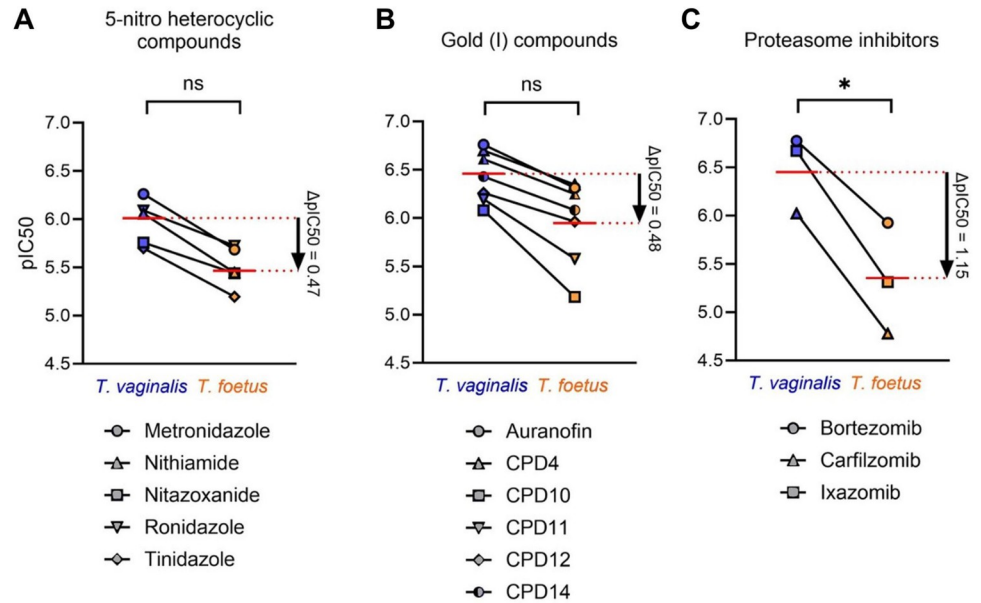 A
5-nitro heterocyclic
compounds
ns
7.0
6.5
6.0
5.5
5.0
4.5
pIC50
ΔpIC50 = 0.47
T. vaginalis T. foetus
Metronidazole
Nithiamide
Nitazoxanide
Ronidazole
Tinidazole
B
Gold (I) compounds
ns
7.0
6.5
6.0
5.5
5.0
4.5
ΔpIC50 = 0.48
T. vaginalis T. foetus
Auranofin
CPD4
CPD10
CPD11
CPD12
CPD14
C
Proteasome inhibitors
*
7.0
6.5
6.0
5.5
5.0
4.5
ΔpIC50 = 1.15
T. vaginalis T. foetus
Bortezomib
Carfilzomib
Ixazomib